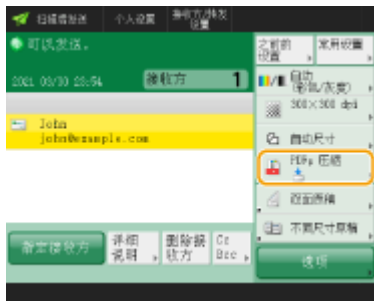 扫描并发送
个人设置
接收方/转发
设置
可以发送。
之前的
设置
常用设置
2021 03/30 23:54
接收方 1
自动
(彩色/灰度)
300×300 dpi
John
john@example.com
自动尺寸
PDF 压缩
双面原稿
不同尺寸原稿
指定接收方
详细
说明
删除接
收方
Cc
Bcc
选项